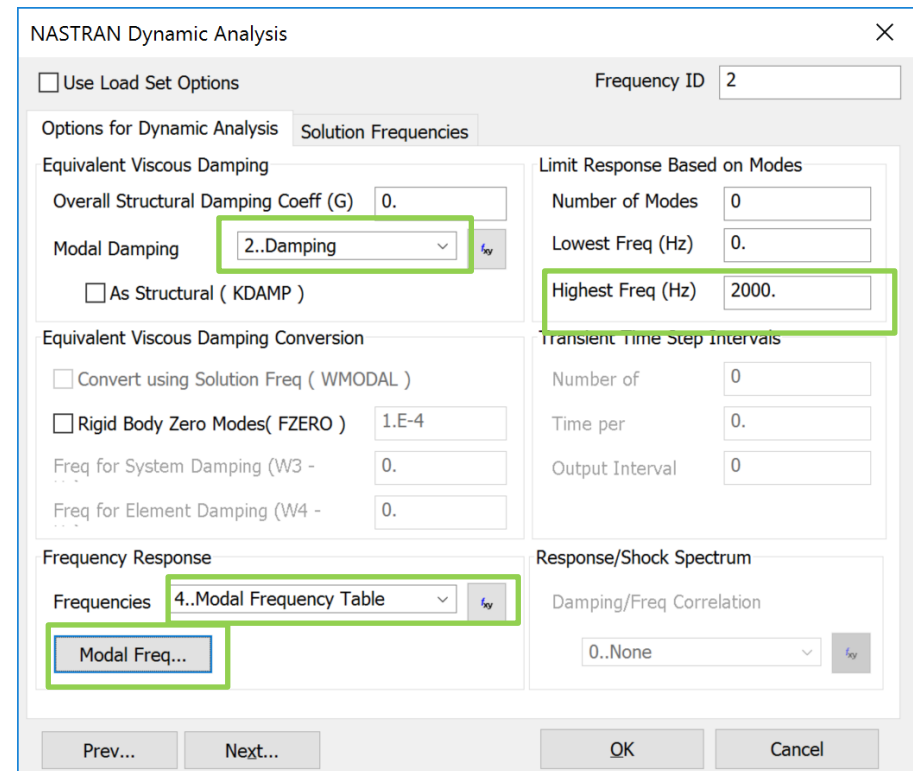 NASTRAN Dynamic Analysis
Use Load Set Options
Frequency ID 2
Options for Dynamic Analysis
Solution Frequencies
Equivalent Viscous Damping
Overall Structural Damping Coeff (G) 0.
Modal Damping 2..Damping
As Structural ( KDAMP )
Limit Response Based on Modes
Number of Modes 0
Lowest Freq (Hz) 0.
Highest Freq (Hz) 2000.
Equivalent Viscous Damping Conversion
Convert using Solution Freq ( WMODAL )
Rigid Body Zero Modes( FZERO ) 1.E-4
Freq for System Damping (W3 - 0.
Freq for Element Damping (W4 - 0.
Transient Time Step Intervals
Number of 0
Time per 0.
Output Interval 0
Frequency Response
Frequencies 4..Modal Frequency Table
Modal Freq...
Response/Shock Spectrum
Damping/Freq Correlation
0..None
Prev...
Next...
OK
Cancel